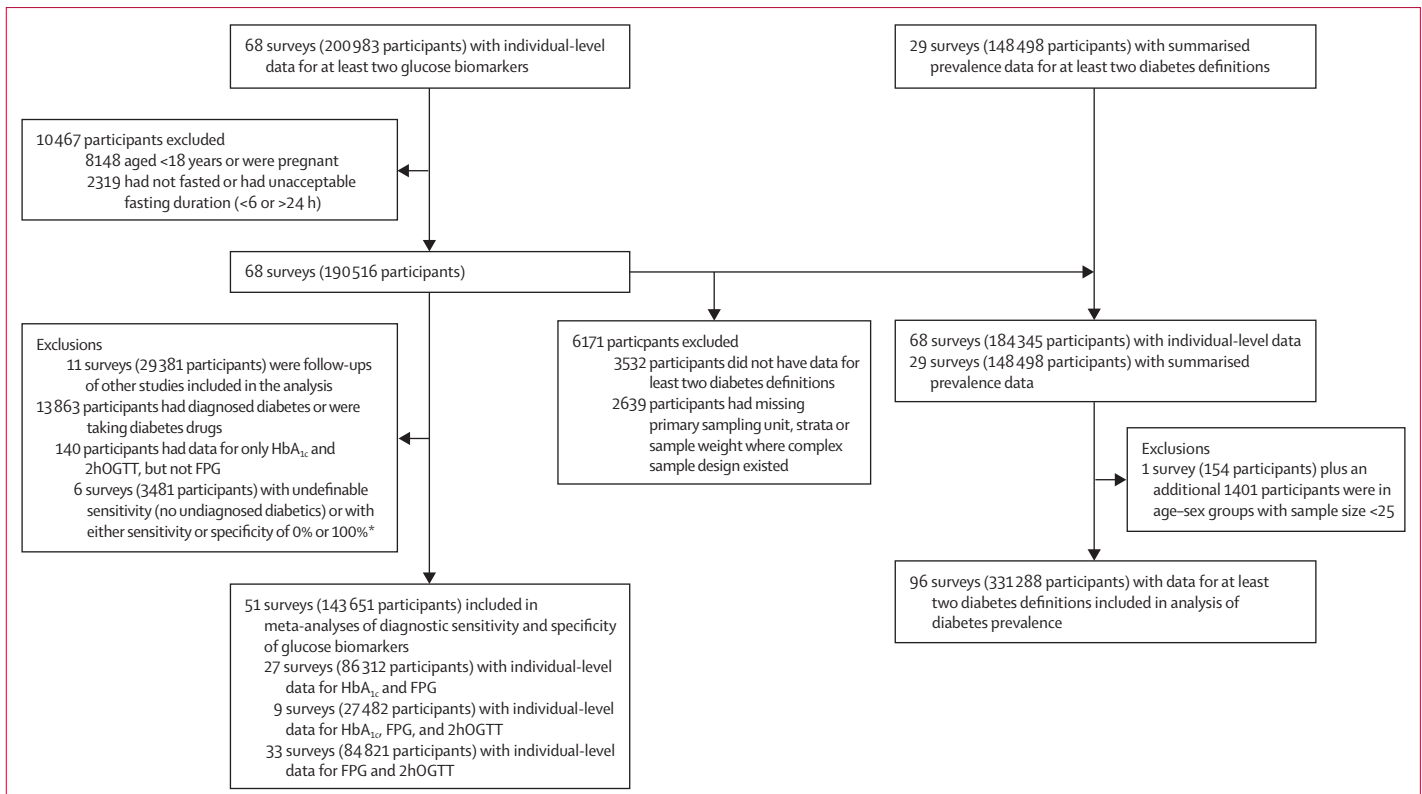 68 surveys (200 983 participants) with individual-level
data for at least two glucose biomarkers
29 surveys (148 498 participants) with summarised
prevalence data for at least two diabetes definitions
10 467 participants excluded
8148 aged <18 years or were pregnant
2319 had not fasted or had unacceptable
fasting duration (<6 or >24 h)
68 surveys (190 516 participants)
Exclusions
11 surveys (29 381 participants) were follow-ups
of other studies included in the analysis
13 863 participants had diagnosed diabetes or were
taking diabetes drugs
140 participants had data for only HbA1c and
2hOGTT, but not FPG
6 surveys (3481 participants) with undefinable
sensitivity (no undiagnosed diabetics) or with
either sensitivity or specificity of 0% or 100%*
6171 particpants excluded
3532 participants did not have data for
least two diabetes definitions
2639 participants had missing
primary sampling unit, strata or
sample weight where complex
sample design existed
68 surveys (184 345 participants) with individual-level data
29 surveys (148 498 participants) with summarised
prevalence data
Exclusions
1 survey (154 participants) plus an
additional 1401 participants were in
age–sex groups with sample size <25
51 surveys (143 651 participants) included in
meta-analyses of diagnostic sensitivity and specificity
of glucose biomarkers
27 surveys (86 312 participants) with individual-level
data for HbA1c and FPG
9 surveys (27 482 participants) with individual-level
data for HbA1c, FPG, and 2hOGTT
33 surveys (84 821 participants) with individual-level
data for FPG and 2hOGTT
96 surveys (331 288 participants) with data for at least
two diabetes definitions included in analysis of
diabetes prevalence